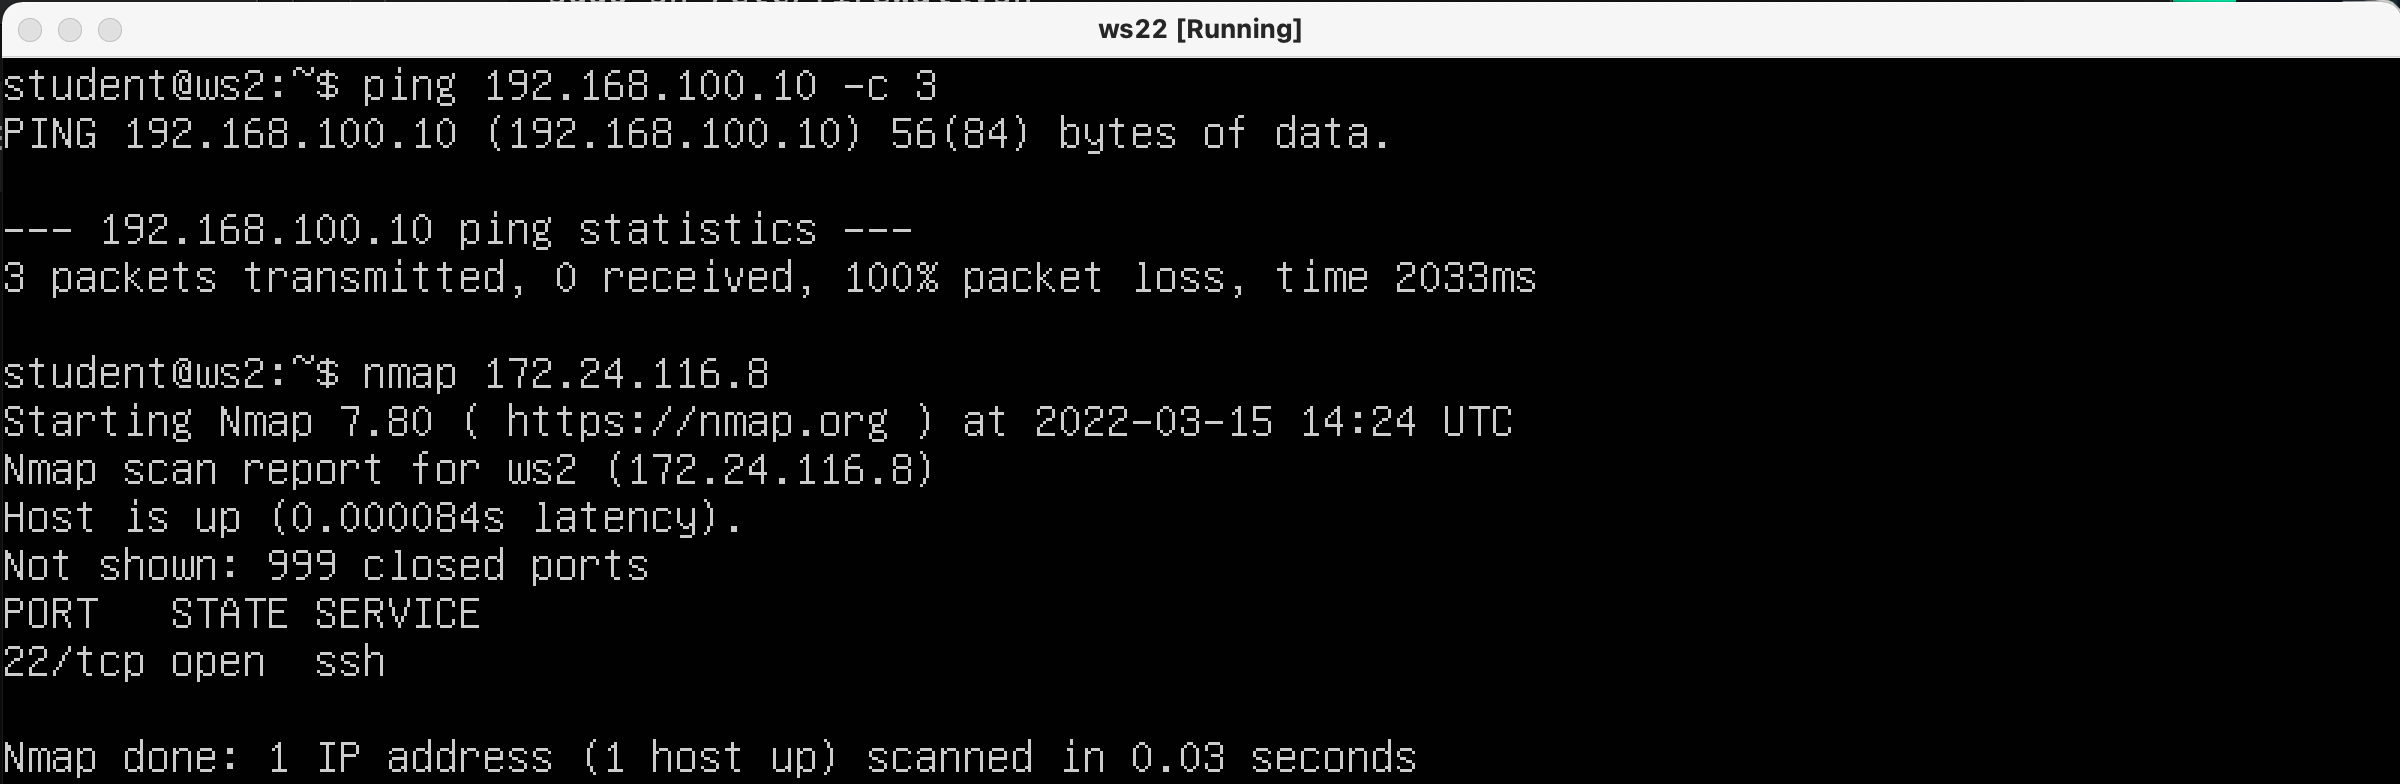 ws22 [Running]
student@ws2:~$ ping 192.168.100.10 -c 3
PING 192.168.100.10 (192.168.100.10) 56(84) bytes of data.
--- 192.168.100.10 ping statistics ---
3 packets transmitted, 0 received, 100% packet loss, time 2033ms
student@ws2:~$ nmap 172.24.116.8
Starting Nmap 7.80 ( https://nmap.org ) at 2022-03-15 14:24 UTC
Nmap scan report for ws2 (172.24.116.8)
Host is up (0.000084s latency).
Not shown: 999 closed ports
PORT   STATE SERVICE
22/tcp open  ssh
Nmap done: 1 IP address (1 host up) scanned in 0.03 seconds